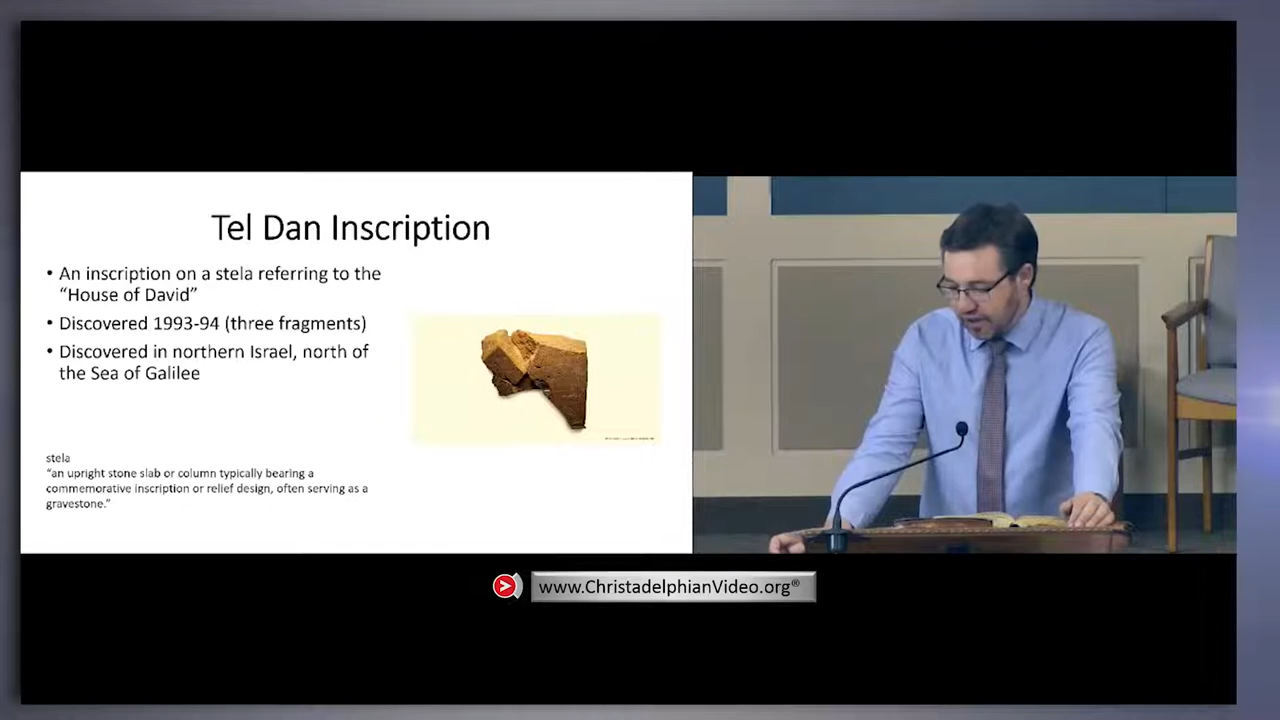 Tel Dan Inscription
• An inscription on a stela referring to the
“House of David”
• Discovered 1993-94 (three fragments)
• Discovered in northern Israel, north of
the Sea of Galilee
stela
“an upright stone slab or column typically bearing a
commemorative inscription or relief design, often serving as a
gravestone.”
www.ChristadelphianVideo.org®